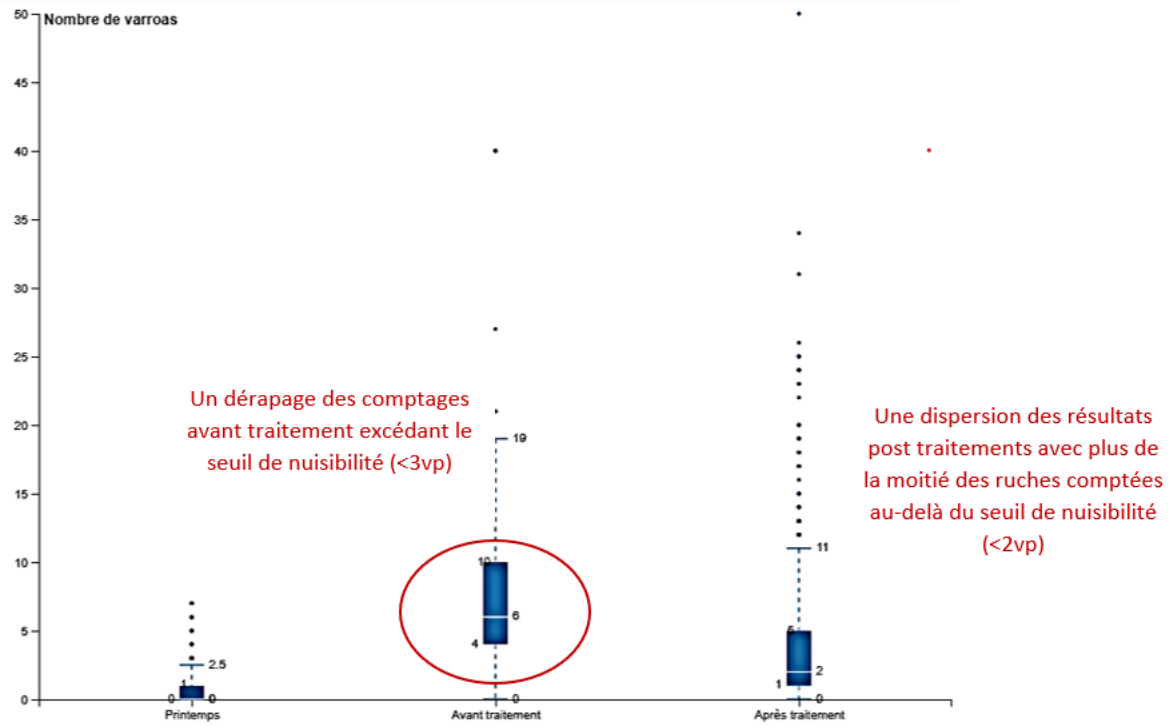 Nombre de varroas
50
45
40
35
30
25
20
15
10
5
0
Un dérapage des comptages
avant traitement excédant le
seuil de nuisibilité (<3vp)
Une dispersion des résultats
post traitements avec plus de
la moitié des ruches comptées
au-delà du seuil de nuisibilité
(<2vp)
2.5
1
0
0
19
10
6
4
0
11
5
2
1
0
Printemps
Avant traitement
Après traitement